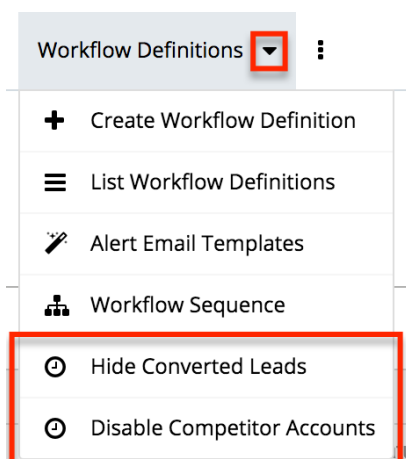 Workflow Definitions
Create Workflow Definition
List Workflow Definitions
Alert Email Templates
Workflow Sequence
Hide Converted Leads
Disable Competitor Accounts